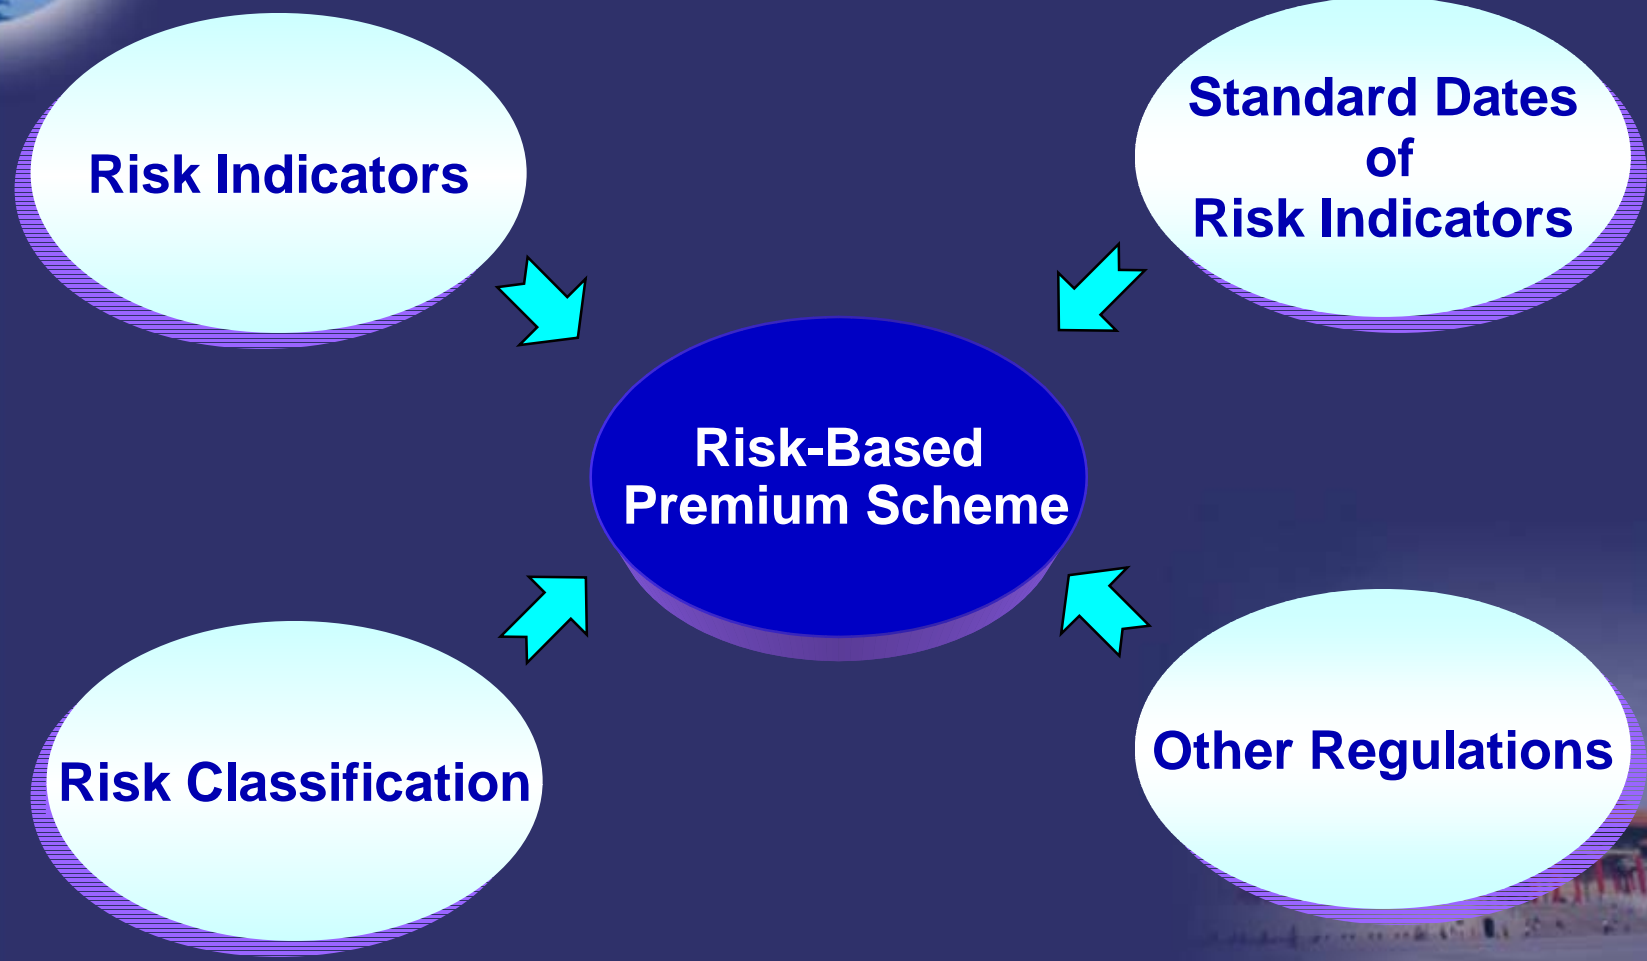 Risk Indicators
Standard Dates
of
Risk Indicators
Risk-Based
Premium Scheme
Risk Classification
Other Regulations